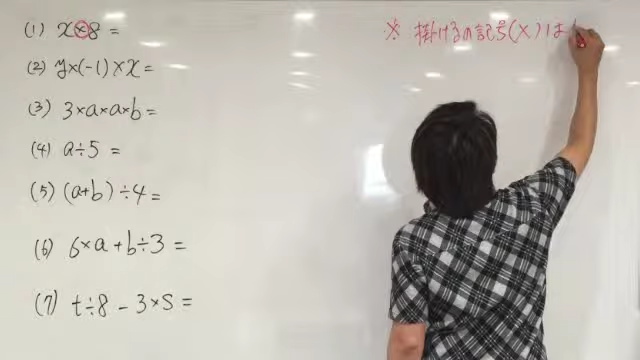 (1) x×8=
(2) y×(-1)×x=
(3) 3×a×a×b=
(4) a÷5=
(5) (a+b)÷4=
(6) 6×a+b÷3=
(7) t÷8-3×s=
※ 掛けるの記号(×)は